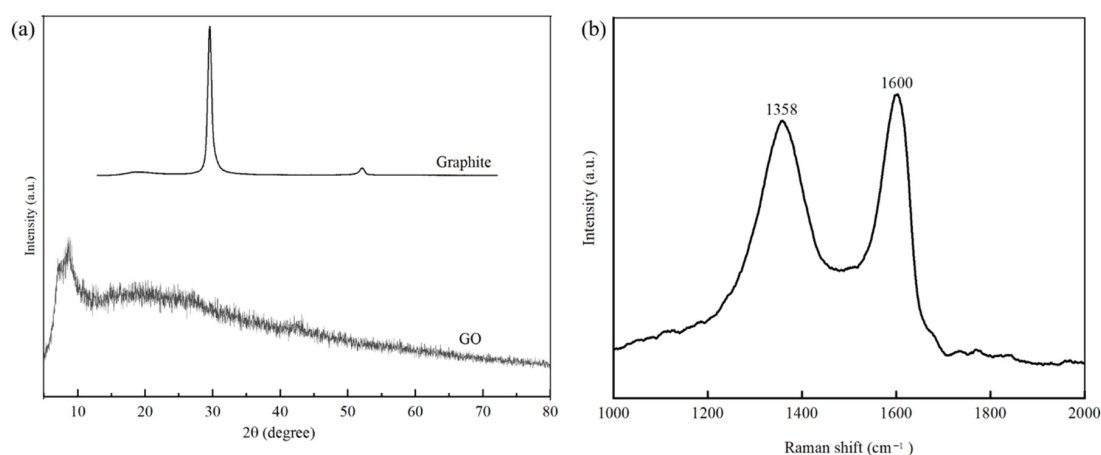 (a)
Graphite
GO
Intensity (a.u.)
10 20 30 40 50 60 70 80
2θ (degree)
(b)
1358
1600
Intensity (a.u.)
1000 1200 1400 1600 1800 2000
Raman shift (cm⁻¹ )